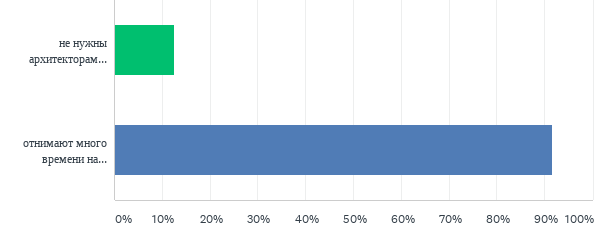 не нужны
архитекторам...
отнимают много
времени на...
0% 10% 20% 30% 40% 50% 60% 70% 80% 90% 100%